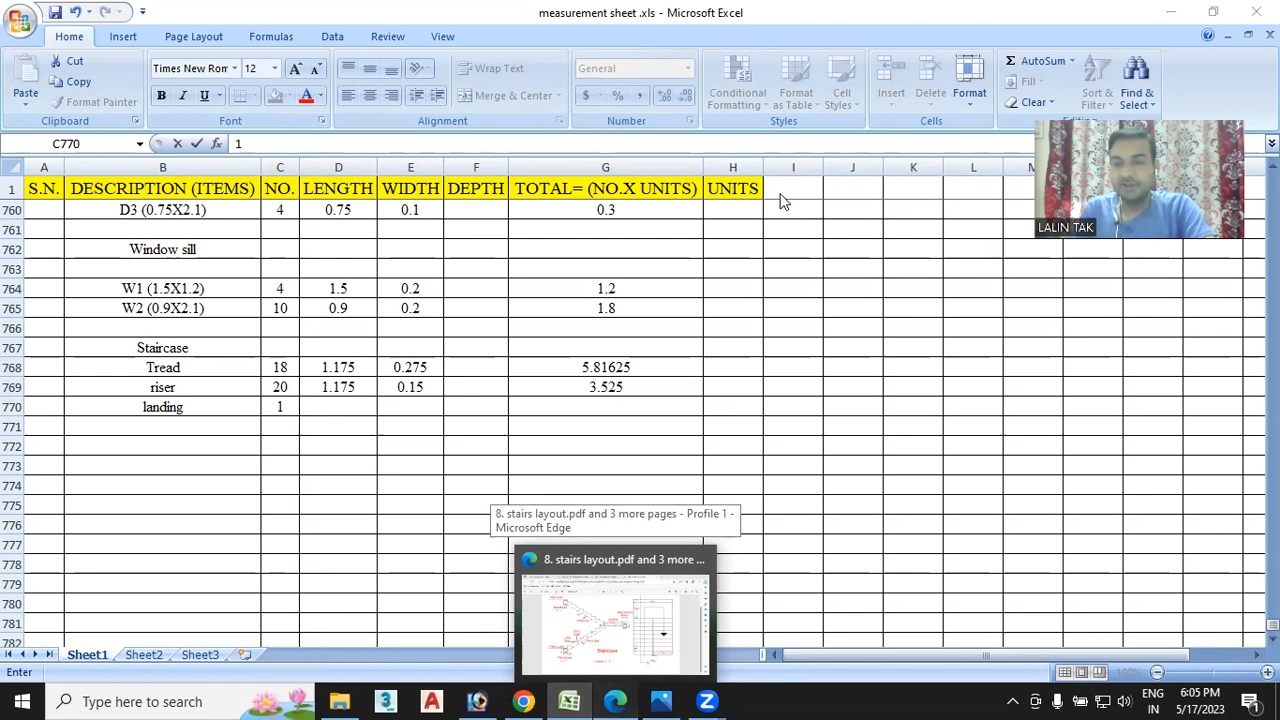 measurement sheet .xls - Microsoft Excel
Home Insert Page Layout Formulas Data Review View
Cut
Copy
Format Painter
Paste
Clipboard
Times New Ron 12
B I U
Font
Wrap Text
Merge & Center
Alignment
General
$ % ,
Number
Conditional Formatting
Format as Table
Cell Styles
Styles
Insert Delete Format
Cells
Σ AutoSum
Fill
Clear
Sort & Filter
Find & Select
C770 fx 1
A B C D E F G H I J K L
1 S.N. DESCRIPTION (ITEMS) NO. LENGTH WIDTH DEPTH TOTAL= (NO.X UNITS) UNITS
760 D3 (0.75X2.1) 4 0.75 0.1 0.3
761
762 Window sill
763
764 W1 (1.5X1.2) 4 1.5 0.2 1.2
765 W2 (0.9X2.1) 10 0.9 0.2 1.8
766
767 Staircase
768 Tread 18 1.175 0.275 5.81625
769 riser 20 1.175 0.15 3.525
770 landing 1
771
772
773
774
775
776
777
778
779
780
781
782
LALIN TAK
8. stairs layout.pdf and 3 more pages - Profile 1 -
Microsoft Edge
8. stairs layout.pdf and 3 more ...
Sheet1 Sheet2 Sheet3
Enter
100%
Type here to search
ENG
IN
6:05 PM
5/17/2023